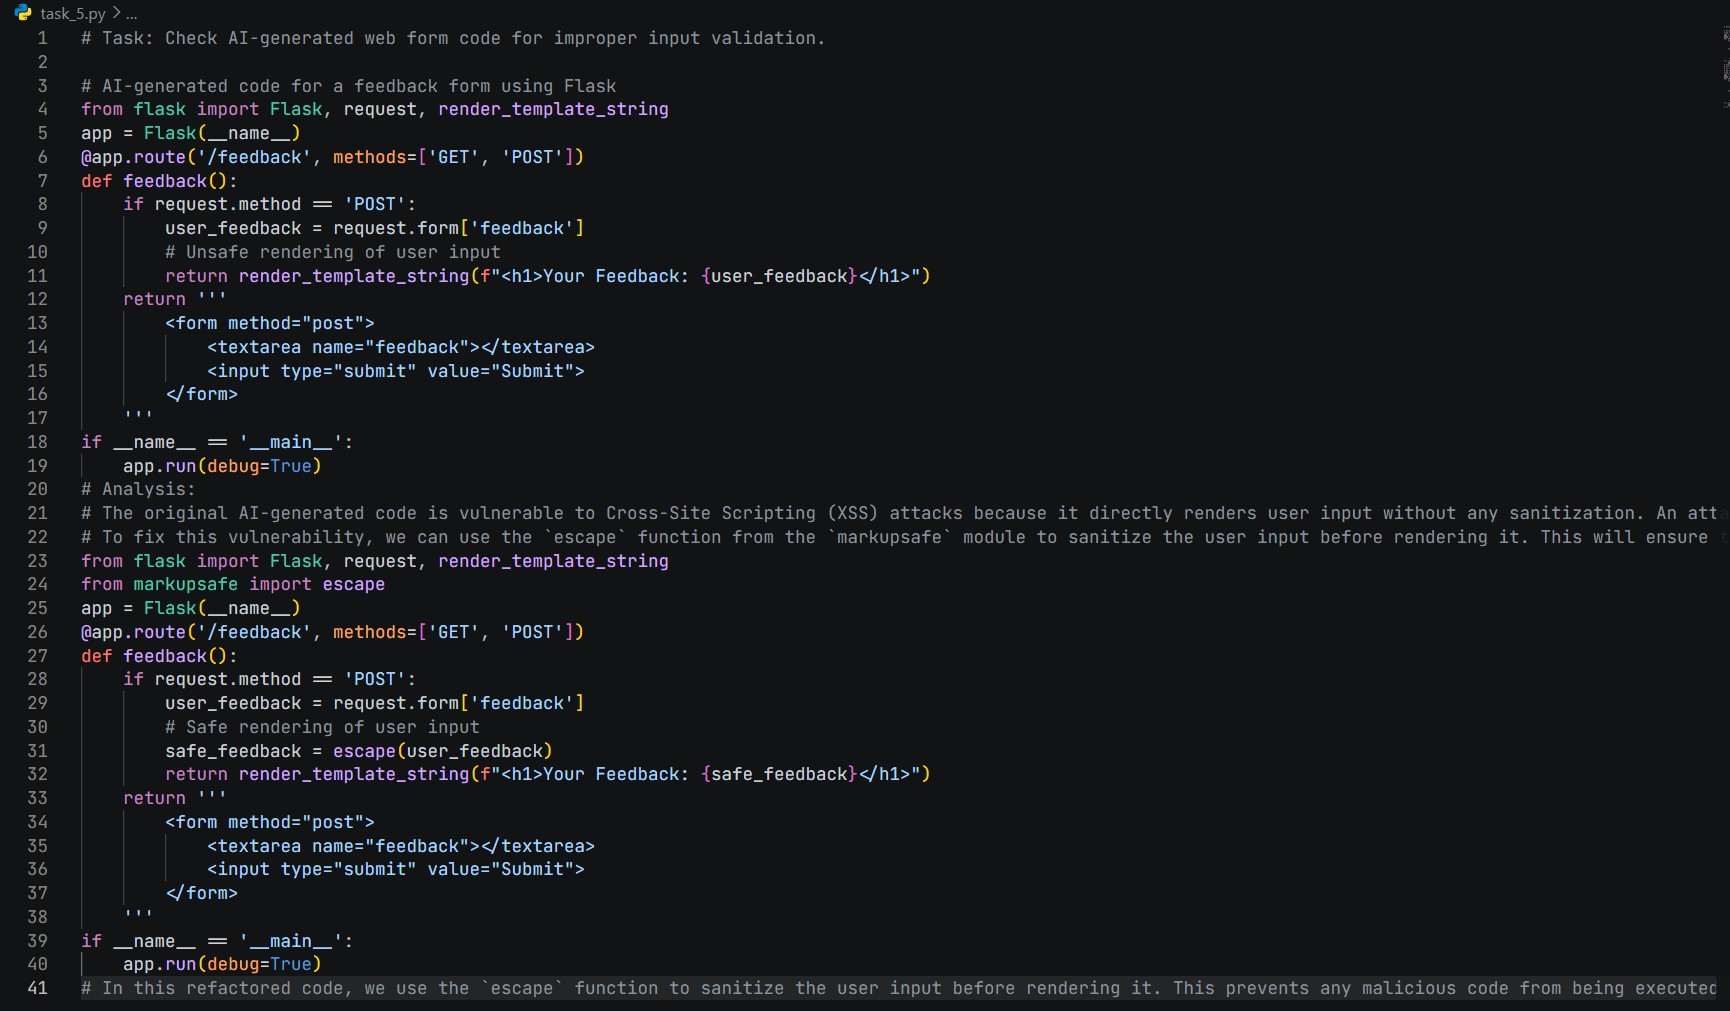 task_5.py > ...
1 # Task: Check AI-generated web form code for improper input validation.
2
3 # AI-generated code for a feedback form using Flask
4 from flask import Flask, request, render_template_string
5 app = Flask(__name__)
6 @app.route('/feedback', methods=['GET', 'POST'])
7 def feedback():
8     if request.method == 'POST':
9         user_feedback = request.form['feedback']
10         # Unsafe rendering of user input
11         return render_template_string(f"<h1>Your Feedback: {user_feedback}</h1>")
12     return '''
13         <form method="post">
14             <textarea name="feedback"></textarea>
15             <input type="submit" value="Submit">
16         </form>
17     '''
18 if __name__ == '__main__':
19     app.run(debug=True)
20 # Analysis:
21 # The original AI-generated code is vulnerable to Cross-Site Scripting (XSS) attacks because it directly renders user input without any sanitization. An att
22 # To fix this vulnerability, we can use the `escape` function from the `markupsafe` module to sanitize the user input before rendering it. This will ensure
23 from flask import Flask, request, render_template_string
24 from markupsafe import escape
25 app = Flask(__name__)
26 @app.route('/feedback', methods=['GET', 'POST'])
27 def feedback():
28     if request.method == 'POST':
29         user_feedback = request.form['feedback']
30         # Safe rendering of user input
31         safe_feedback = escape(user_feedback)
32         return render_template_string(f"<h1>Your Feedback: {safe_feedback}</h1>")
33     return '''
34         <form method="post">
35             <textarea name="feedback"></textarea>
36             <input type="submit" value="Submit">
37         </form>
38     '''
39 if __name__ == '__main__':
40     app.run(debug=True)
41 # In this refactored code, we use the `escape` function to sanitize the user input before rendering it. This prevents any malicious code from being executed